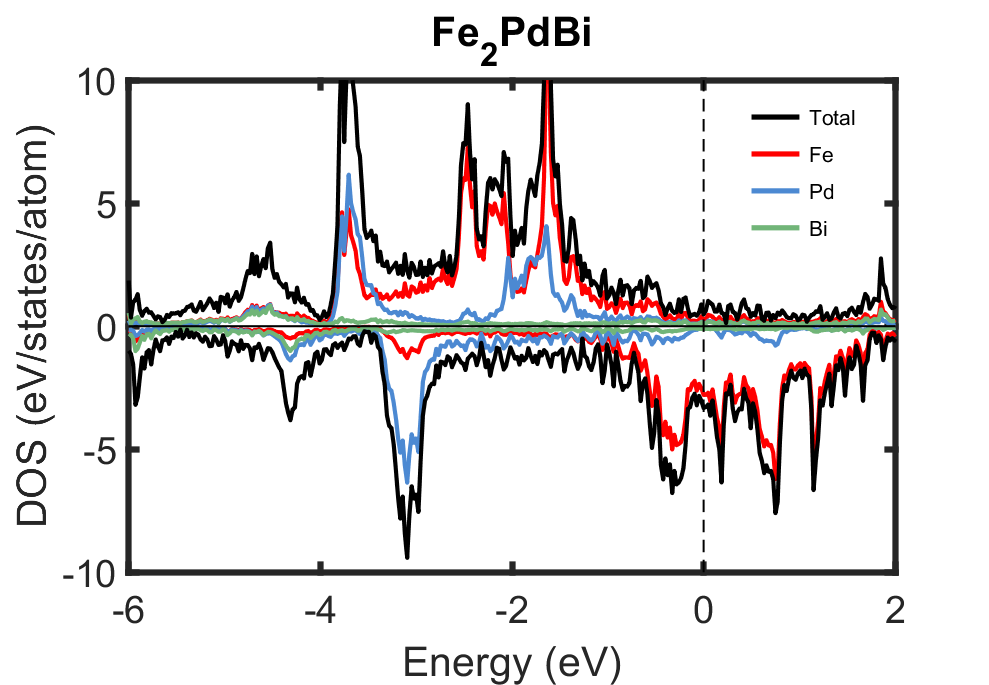 Fe2PdBi
10
5
0
-5
-10
DOS (eV/states/atom)
Total
Fe
Pd
Bi
-6 -4 -2 0 2
Energy (eV)